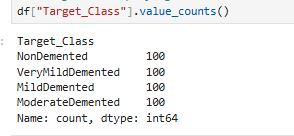 df["Target_Class"].value_counts()
: Target_Class
NonDemented 100
VeryMildDemented 100
MildDemented 100
ModerateDemented 100
Name: count, dtype: int64